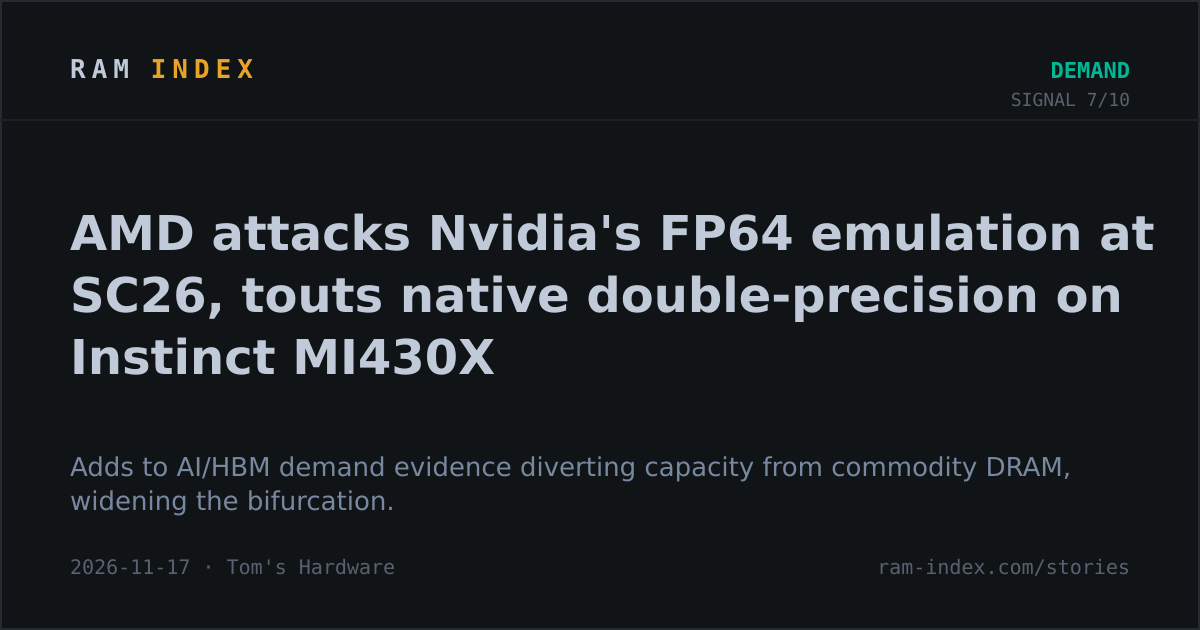 RAM INDEX
DEMAND
SIGNAL 7/10
AMD attacks Nvidia's FP64 emulation at
SC26, touts native double-precision on
Instinct MI430X
Adds to AI/HBM demand evidence diverting capacity from commodity DRAM,
widening the bifurcation.
2026-11-17 · Tom's Hardware
ram-index.com/stories